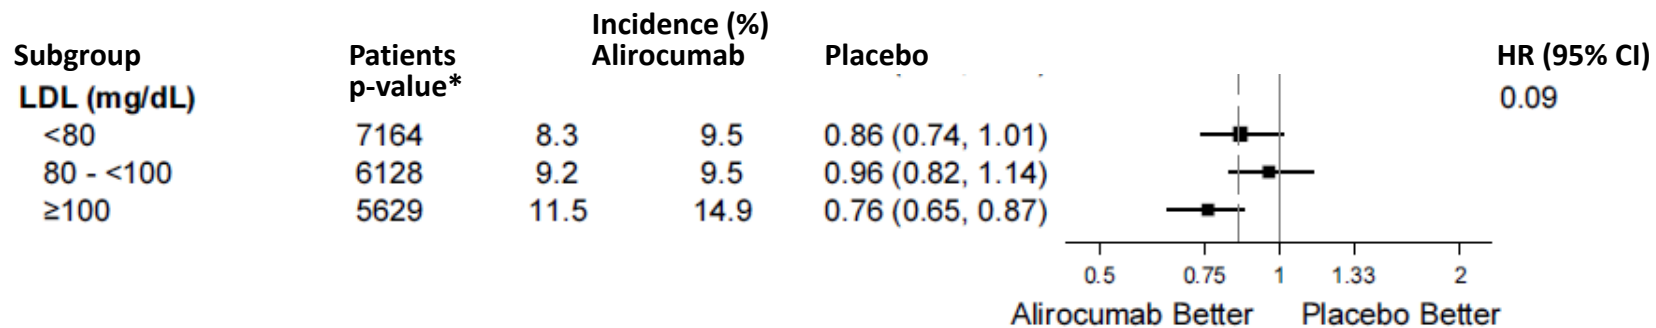 Incidence (%)
Subgroup Patients Alirocumab Placebo HR (95% CI)
p-value*
LDL (mg/dL) 0.09
<80 7164 8.3 9.5 0.86 (0.74, 1.01)
80 - <100 6128 9.2 9.5 0.96 (0.82, 1.14)
≥100 5629 11.5 14.9 0.76 (0.65, 0.87)
0.5 0.75 1 1.33 2
Alirocumab Better Placebo Better